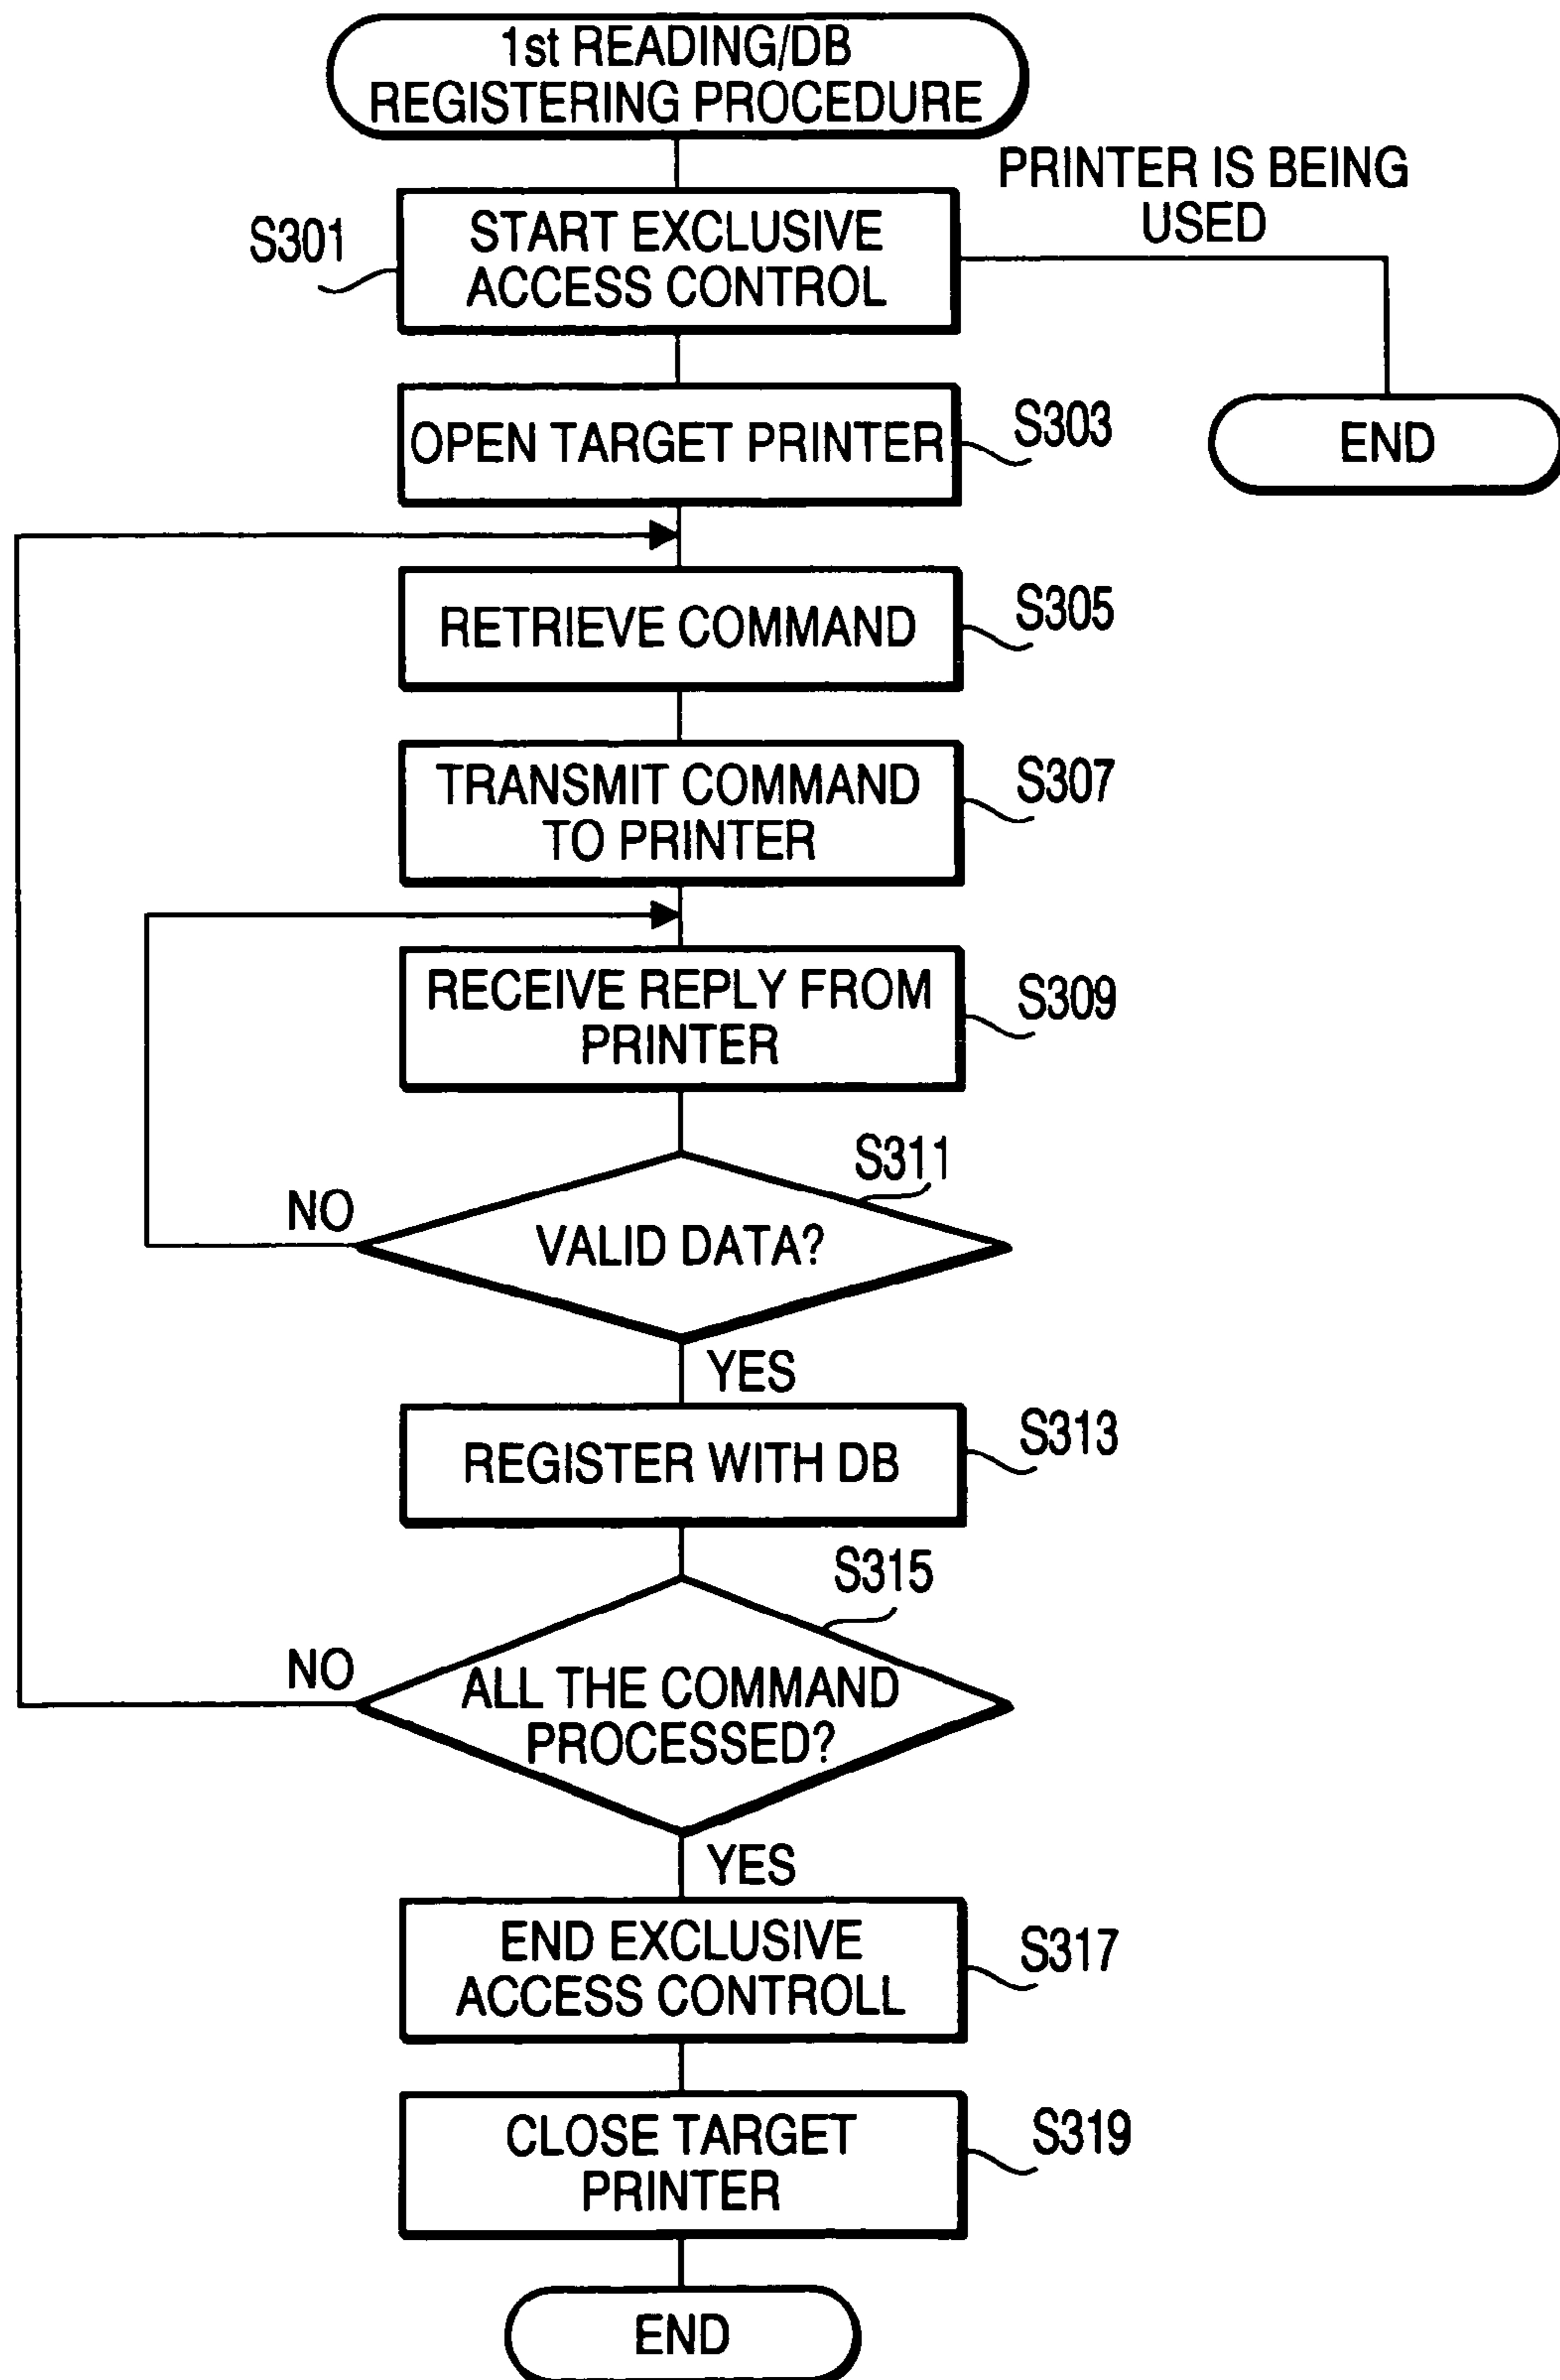 1st READING/DB
REGISTERING PROCEDURE
PRINTER IS BEING
USED
S301
START EXCLUSIVE
ACCESS CONTROL
OPEN TARGET PRINTER
S303
END
RETRIEVE COMMAND
S305
TRANSMIT COMMAND
TO PRINTER
S307
RECEIVE REPLY FROM
PRINTER
S309
S311
NO
VALID DATA?
YES
REGISTER WITH DB
S313
S315
NO
ALL THE COMMAND
PROCESSED?
YES
END EXCLUSIVE
ACCESS CONTROLL
S317
CLOSE TARGET
PRINTER
S319
END